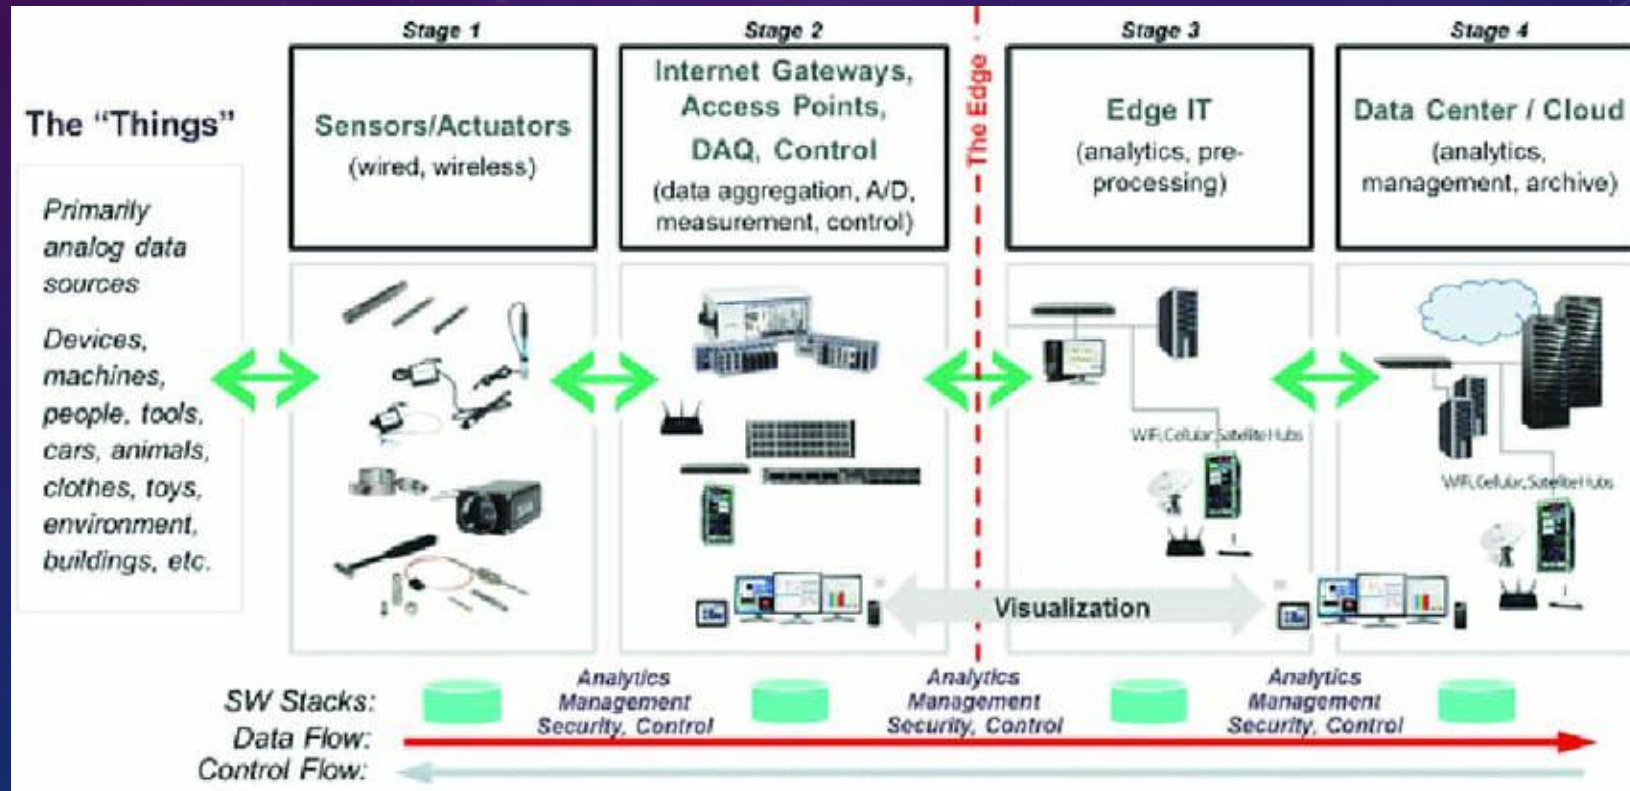 Stage 1
Stage 2
Stage 3
Stage 4
The "Things"
Primarily
analog data
sources
Devices,
machines,
people, tools,
cars, animals,
clothes, toys,
environment,
buildings, etc.
Sensors/Actuators
(wired, wireless)
Internet Gateways,
Access Points,
DAQ, Control
(data aggregation, A/D,
measurement, control)
The Edge
Edge IT
(analytics, pre-
processing)
Data Center / Cloud
(analytics,
management, archive)
WiFi, Cellular, Satellite Hubs
WiFi, Cellular, Satellite Hubs
Visualization
SW Stacks:
Analytics
Management
Security, Control
Analytics
Management
Security, Control
Analytics
Management
Security, Control
Data Flow:
Control Flow: